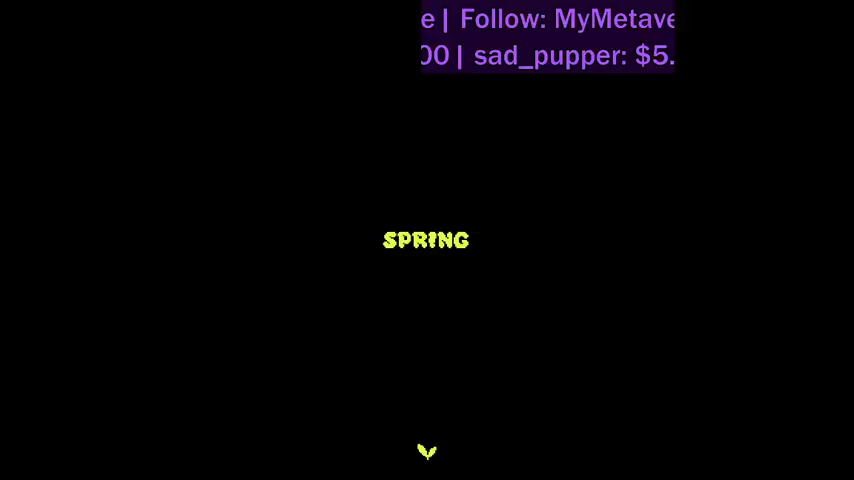 e | Follow: MyMetave
00 | sad_pupper: $5.
SPRING